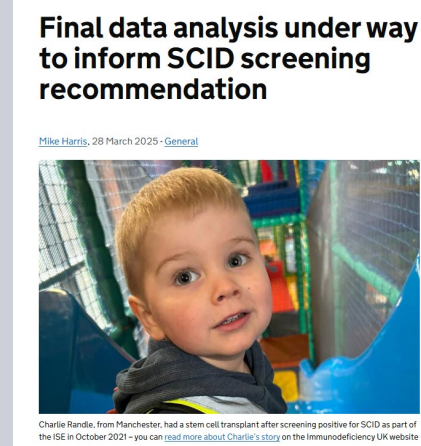 Final data analysis under way
to inform SCID screening
recommendation
Mike Harris, 28 March 2025 - General
Charlie Randle, from Manchester, had a stem cell transplant after screening positive for SCID as part of
the ISE in October 2021 – you can read more about Charlie's story on the Immunodeficiency UK website